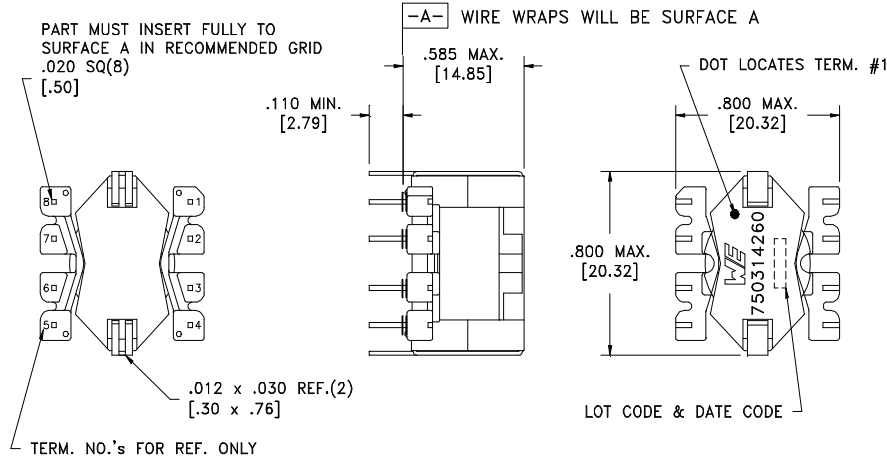 -A- WIRE WRAPS WILL BE SURFACE A
PART MUST INSERT FULLY TO
SURFACE A IN RECOMMENDED GRID
.020 SQ(8)
[.50]
.585 MAX.
[14.85]
DOT LOCATES TERM. #1
.110 MIN.
[2.79]
.800 MAX.
[20.32]
8
1
7
2
6
3
5
4
.800 MAX.
[20.32]
WE
750314260
.012 x .030 REF.(2)
[.30 x .76]
LOT CODE & DATE CODE
TERM. NO.'s FOR REF. ONLY